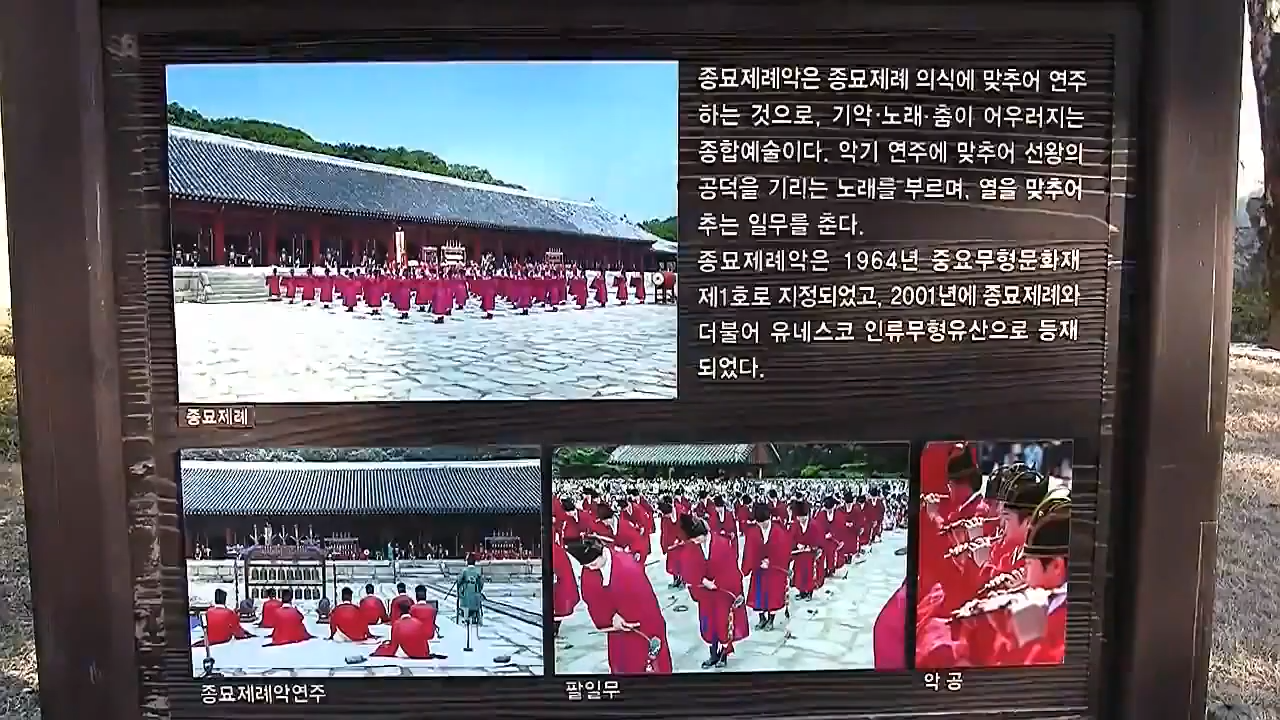 종묘제례악은 종묘제례 의식에 맞추어 연주
하는 것으로, 기악·노래·춤이 어우러지는
종합예술이다. 악기 연주에 맞추어 선왕의
공덕을 기리는 노래를 부르며, 열을 맞추어
추는 일무를 춘다.
종묘제례악은 1964년 중요무형문화재
제1호로 지정되었고, 2001년에 종묘제례와
더불어 유네스코 인류무형유산으로 등재
되었다.
종묘제례
종묘제례악연주
팔일무
악 공